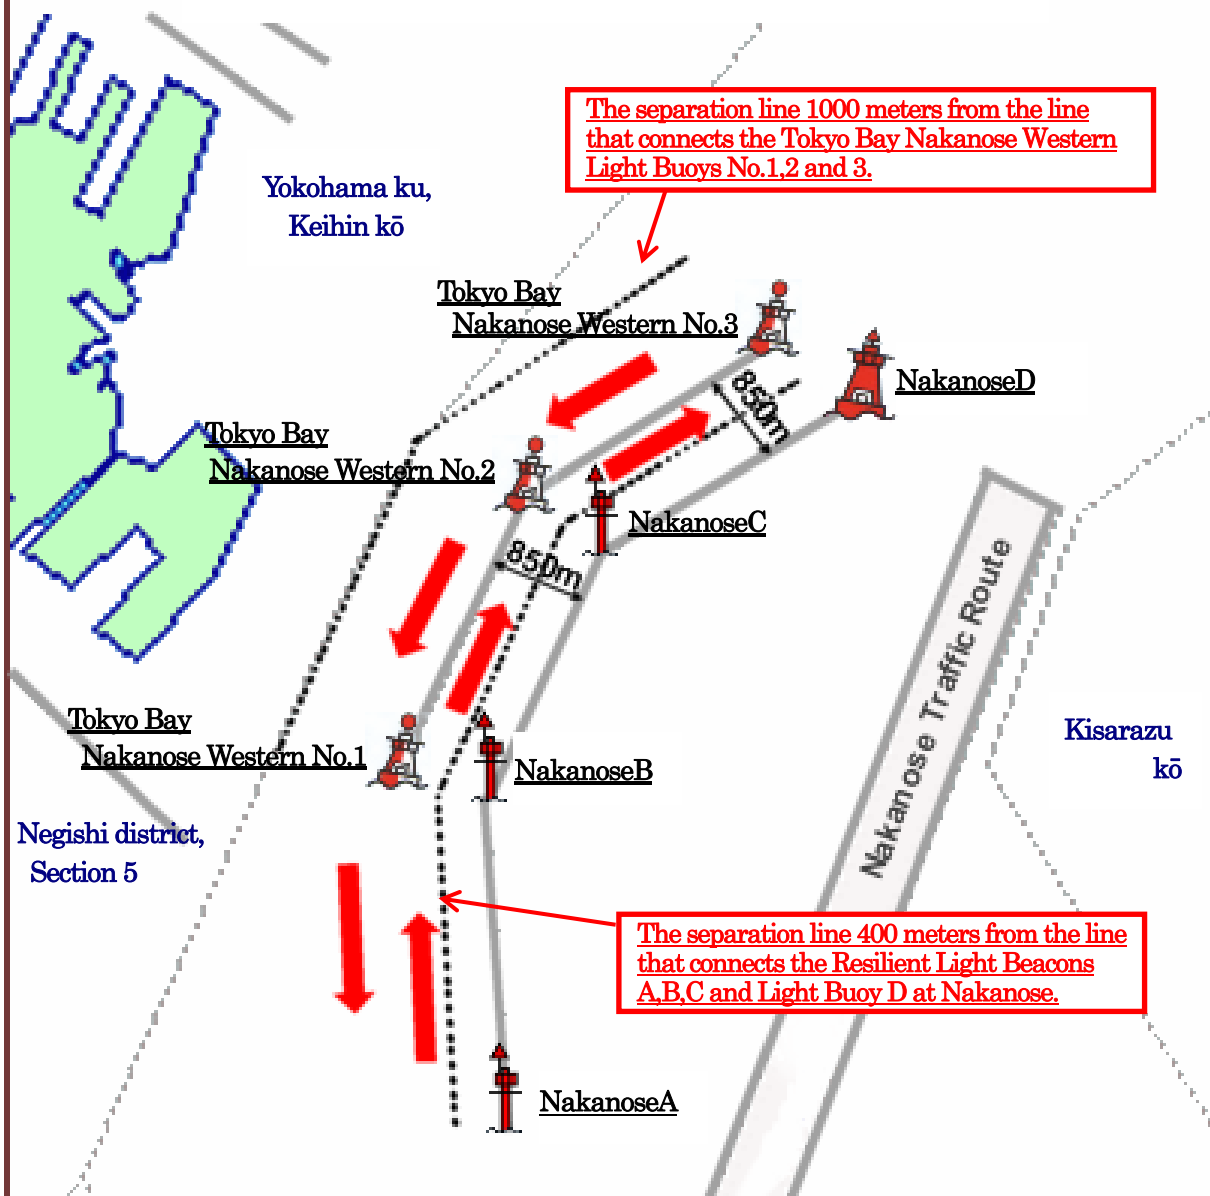 The separation line 1000 meters from the line
that connects the Tokyo Bay Nakanose Western
Light Buoys No.1,2 and 3.
Yokohama ku,
Keihin kō
Tokyo Bay
Nakanose Western No.3
850m
NakanoseD
Tokyo Bay
Nakanose Western No.2
NakanoseC
850m
Nakanose Traffic Route
Tokyo Bay
Nakanose Western No.1
NakanoseB
Kisarazu
kō
Negishi district,
Section 5
The separation line 400 meters from the line
that connects the Resilient Light Beacons
A,B,C and Light Buoy D at Nakanose.
NakanoseA